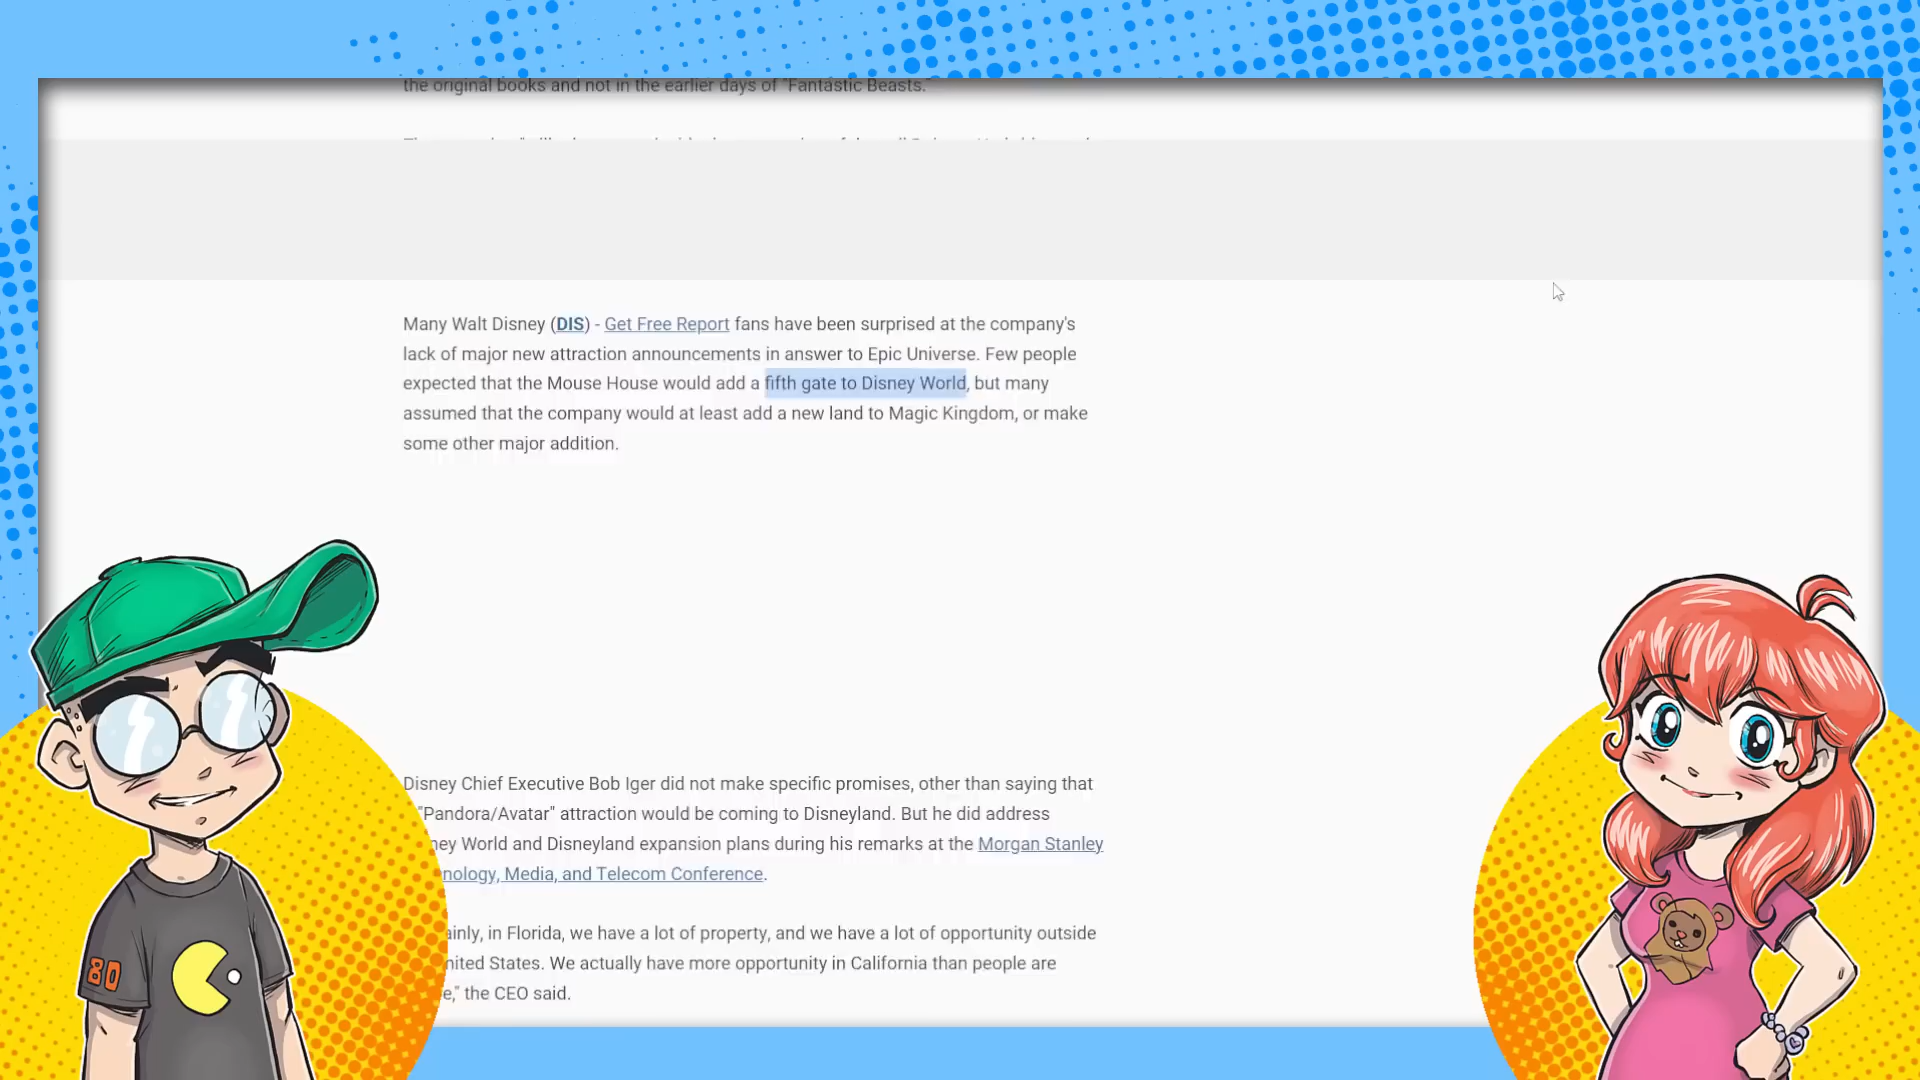 the original books and not in the earlier days of "Fantastic Beasts."
Many Walt Disney (DIS) - Get Free Report fans have been surprised at the company's
lack of major new attraction announcements in answer to Epic Universe. Few people
expected that the Mouse House would add a fifth gate to Disney World, but many
assumed that the company would at least add a new land to Magic Kingdom, or make
some other major addition.
Disney Chief Executive Bob Iger did not make specific promises, other than saying that
"Pandora/Avatar" attraction would be coming to Disneyland. But he did address
ney World and Disneyland expansion plans during his remarks at the Morgan Stanley
nology, Media, and Telecom Conference.
ainly, in Florida, we have a lot of property, and we have a lot of opportunity outside
nited States. We actually have more opportunity in California than people are
e," the CEO said.
80